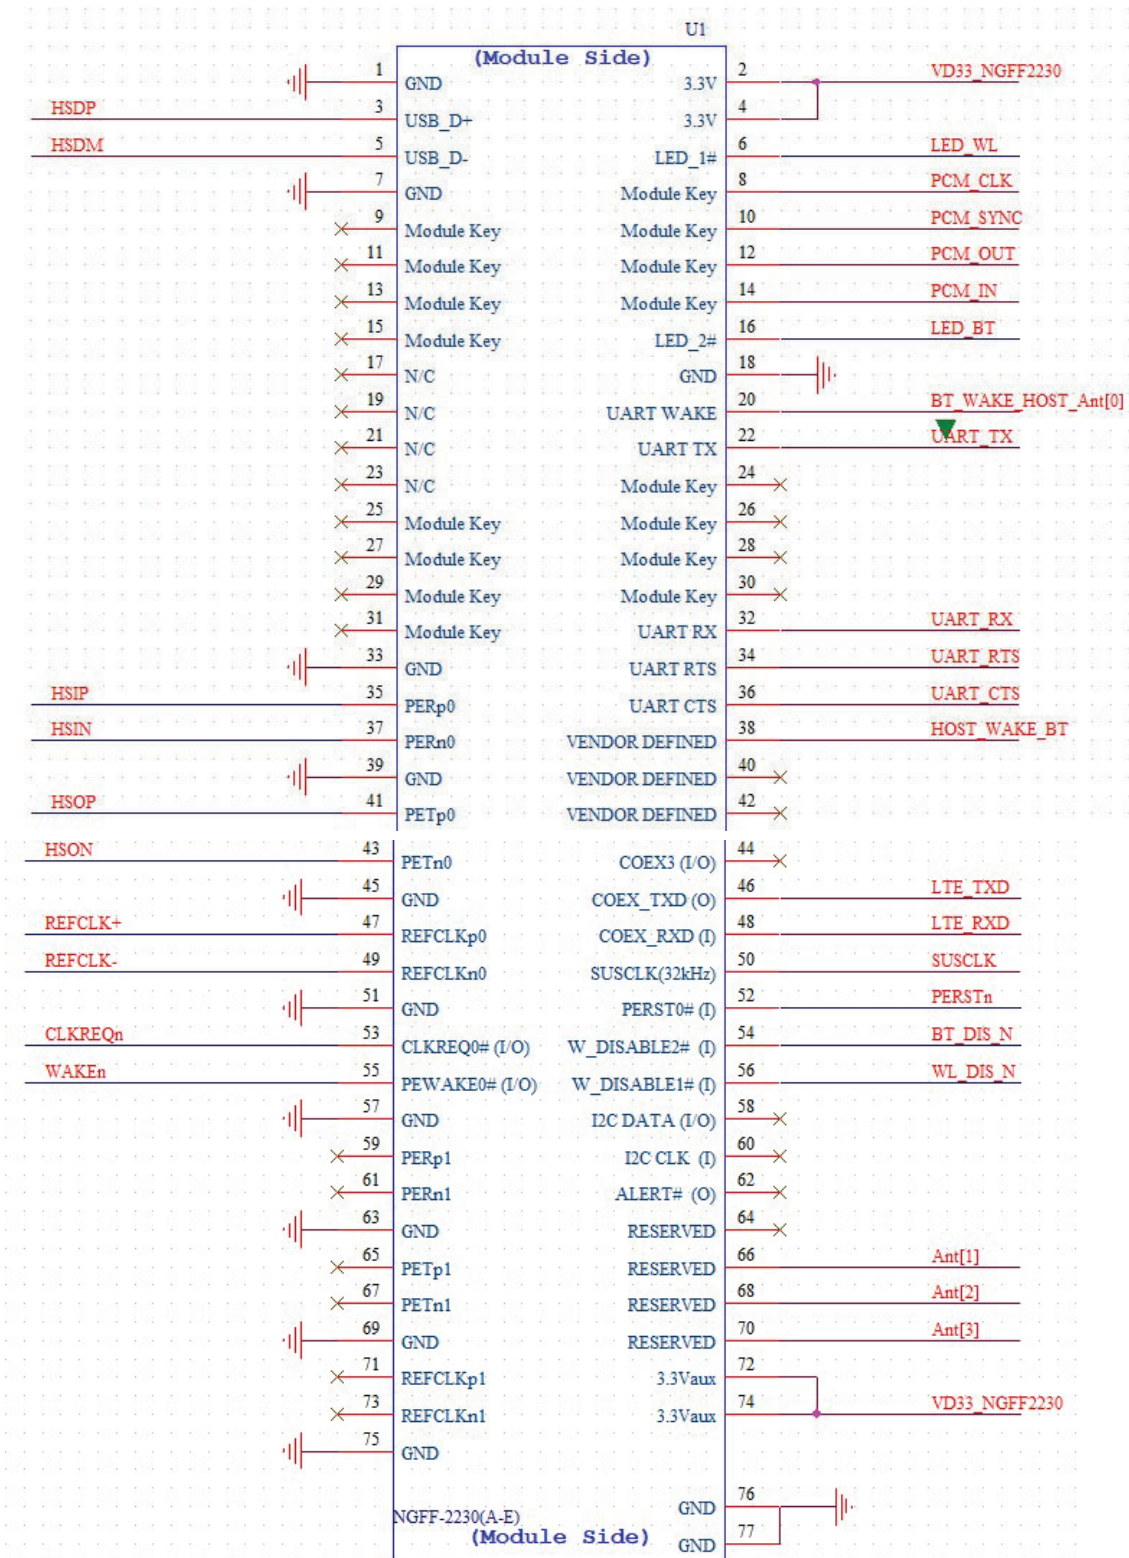 U1
(Module Side)
1 GND 3.3V 2 VD33_NGFF2230
HSDP 3 USB_D+ 3.3V 4
HSDM 5 USB_D- LED_1# 6 LED_WL
7 GND Module Key 8 PCM_CLK
9 Module Key Module Key 10 PCM_SYNC
11 Module Key Module Key 12 PCM_OUT
13 Module Key Module Key 14 PCM_IN
15 Module Key LED_2# 16 LED_BT
17 N/C GND 18
19 N/C UART WAKE 20 BT_WAKE_HOST_Ant[0]
21 N/C UART TX 22 UART_TX
23 N/C Module Key 24
25 Module Key Module Key 26
27 Module Key Module Key 28
29 Module Key Module Key 30
31 Module Key UART RX 32 UART_RX
33 GND UART RTS 34 UART_RTS
HSIP 35 PERp0 UART CTS 36 UART_CTS
HSIN 37 PERn0 VENDOR DEFINED 38 HOST_WAKE_BT
39 GND VENDOR DEFINED 40
HSOP 41 PETp0 VENDOR DEFINED 42
HSON 43 PETn0 COEX3 (I/O) 44
45 GND COEX_TXD (O) 46 LTE_TXD
REFCLK+ 47 REFCLKp0 COEX_RXD (I) 48 LTE_RXD
REFCLK- 49 REFCLKn0 SUSCLK(32kHz) 50 SUSCLK
51 GND PERST0# (I) 52 PERSTn
CLKREQn 53 CLKREQ0# (I/O) W_DISABLE2# (I) 54 BT_DIS_N
WAKEn 55 PEWAKE0# (I/O) W_DISABLE1# (I) 56 WL_DIS_N
57 GND I2C DATA (I/O) 58
59 PERp1 I2C CLK (I) 60
61 PERn1 ALERT# (O) 62
63 GND RESERVED 64
65 PETp1 RESERVED 66 Ant[1]
67 PETn1 RESERVED 68 Ant[2]
69 GND RESERVED 70 Ant[3]
71 REFCLKp1 3.3Vaux 72
73 REFCLKn1 3.3Vaux 74 VD33_NGFF2230
75 GND
GND 76
NGFF-2230(A-E)
(Module Side) GND 77